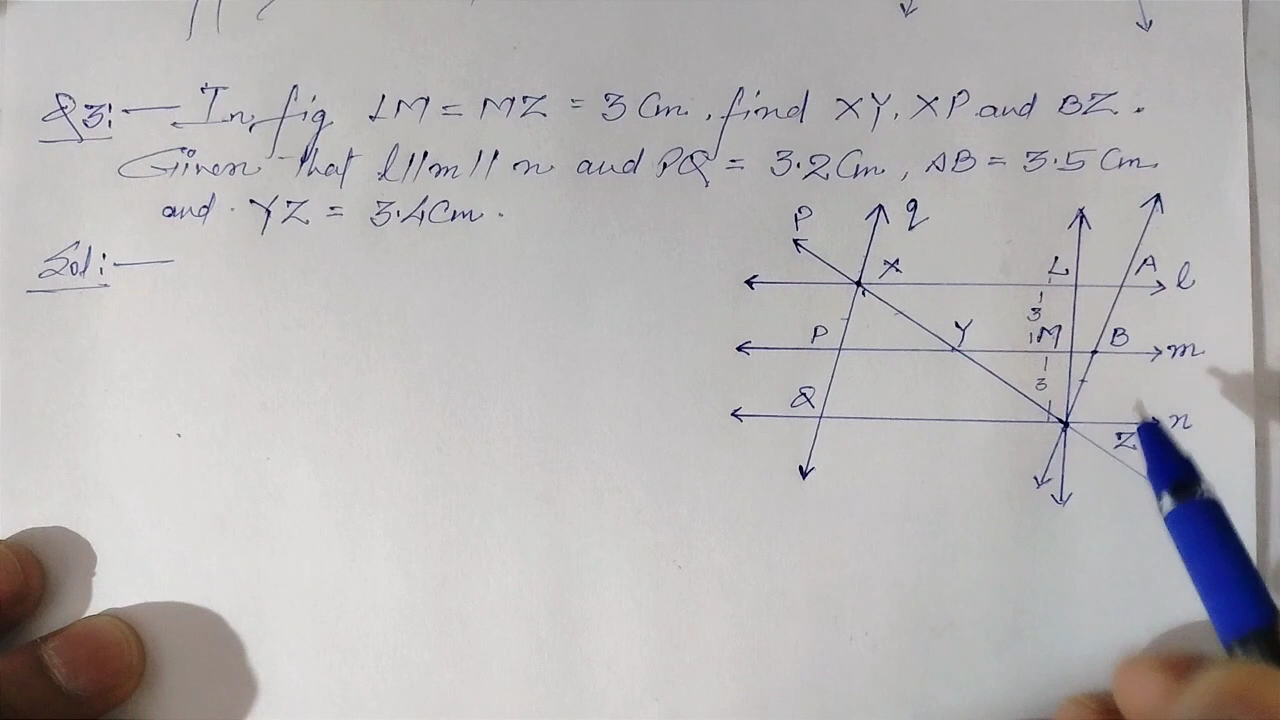 Q3:— In fig LM = MZ = 3 Cm, find XY, XP and BZ.
Given that l||m||n and PQ = 3.2 Cm, AB = 3.5 Cm
and YZ = 3.4 Cm.
Sol:—
P q
X L A l
3
P Y M B m
3
Q Z n